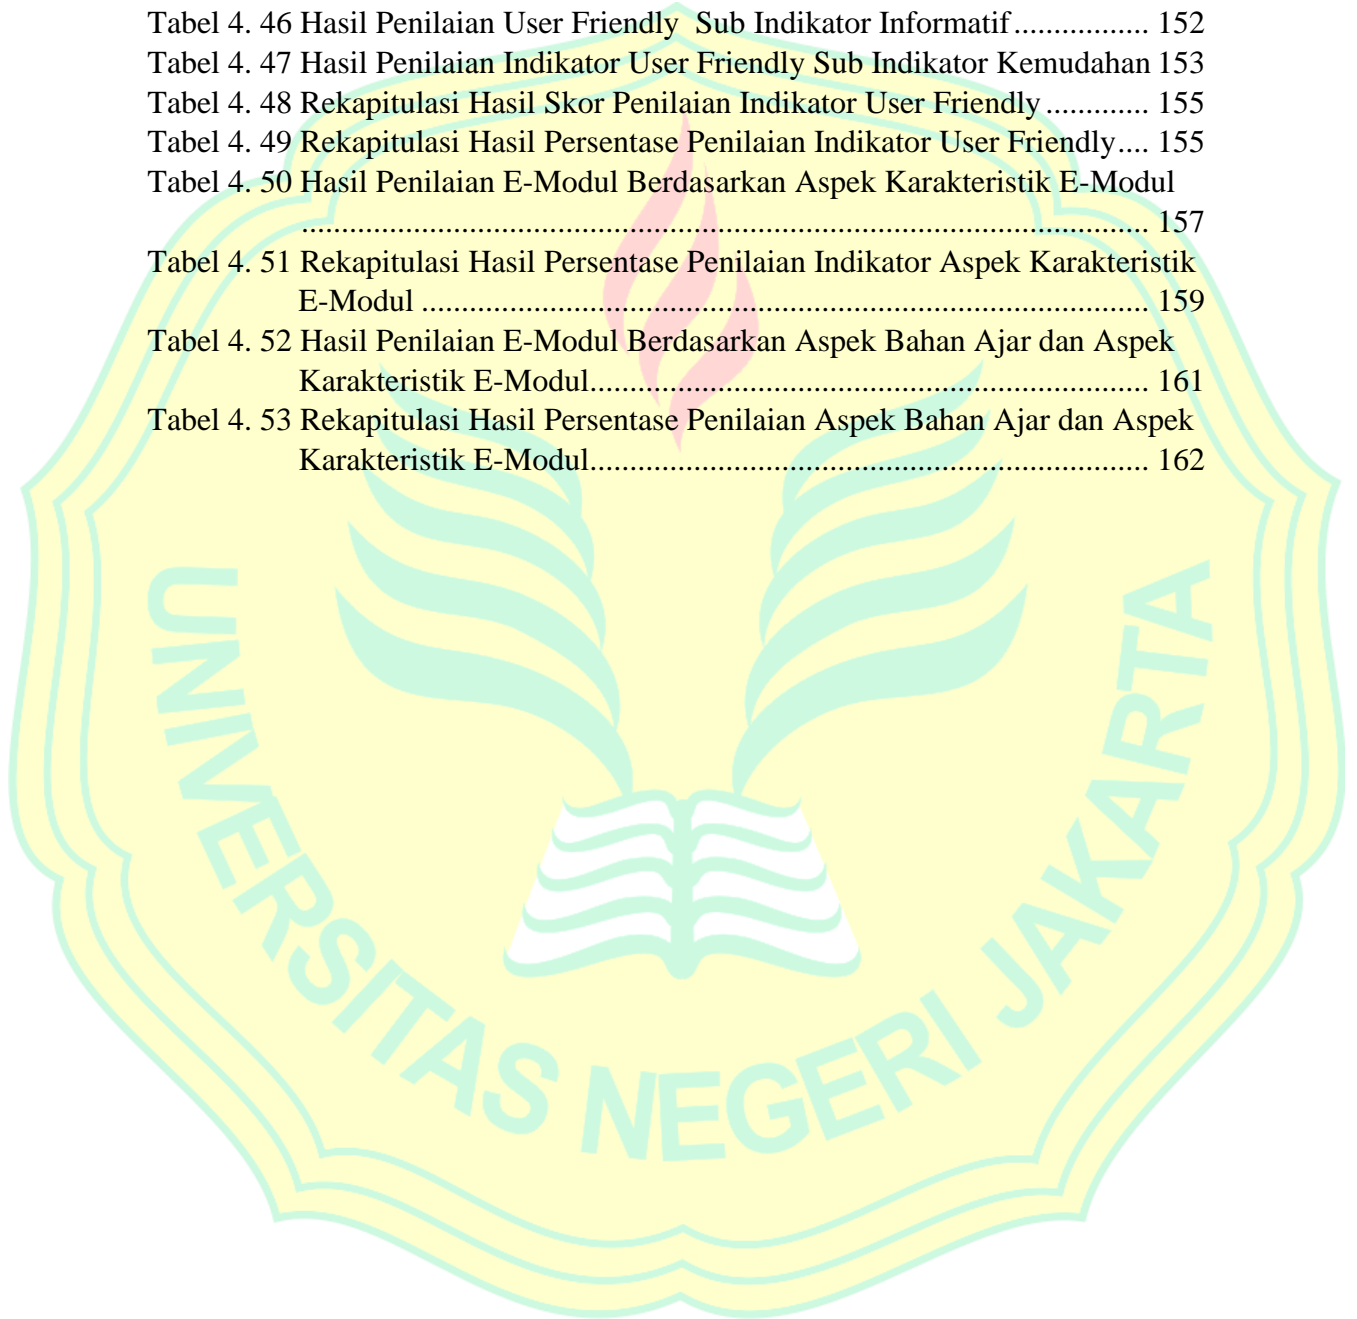 Tabel 4. 46 Hasil Penilaian User Friendly  Sub Indikator Informatif................. 152
Tabel 4. 47 Hasil Penilaian Indikator User Friendly Sub Indikator Kemudahan 153
Tabel 4. 48 Rekapitulasi Hasil Skor Penilaian Indikator User Friendly............. 155
Tabel 4. 49 Rekapitulasi Hasil Persentase Penilaian Indikator User Friendly.... 155
Tabel 4. 50 Hasil Penilaian E-Modul Berdasarkan Aspek Karakteristik E-Modul
.......................................................................................................... 157
Tabel 4. 51 Rekapitulasi Hasil Persentase Penilaian Indikator Aspek Karakteristik
E-Modul ........................................................................................... 159
Tabel 4. 52 Hasil Penilaian E-Modul Berdasarkan Aspek Bahan Ajar dan Aspek
Karakteristik E-Modul...................................................................... 161
Tabel 4. 53 Rekapitulasi Hasil Persentase Penilaian Aspek Bahan Ajar dan Aspek
Karakteristik E-Modul...................................................................... 162
UNIVERSITAS NEGERI JAKARTA